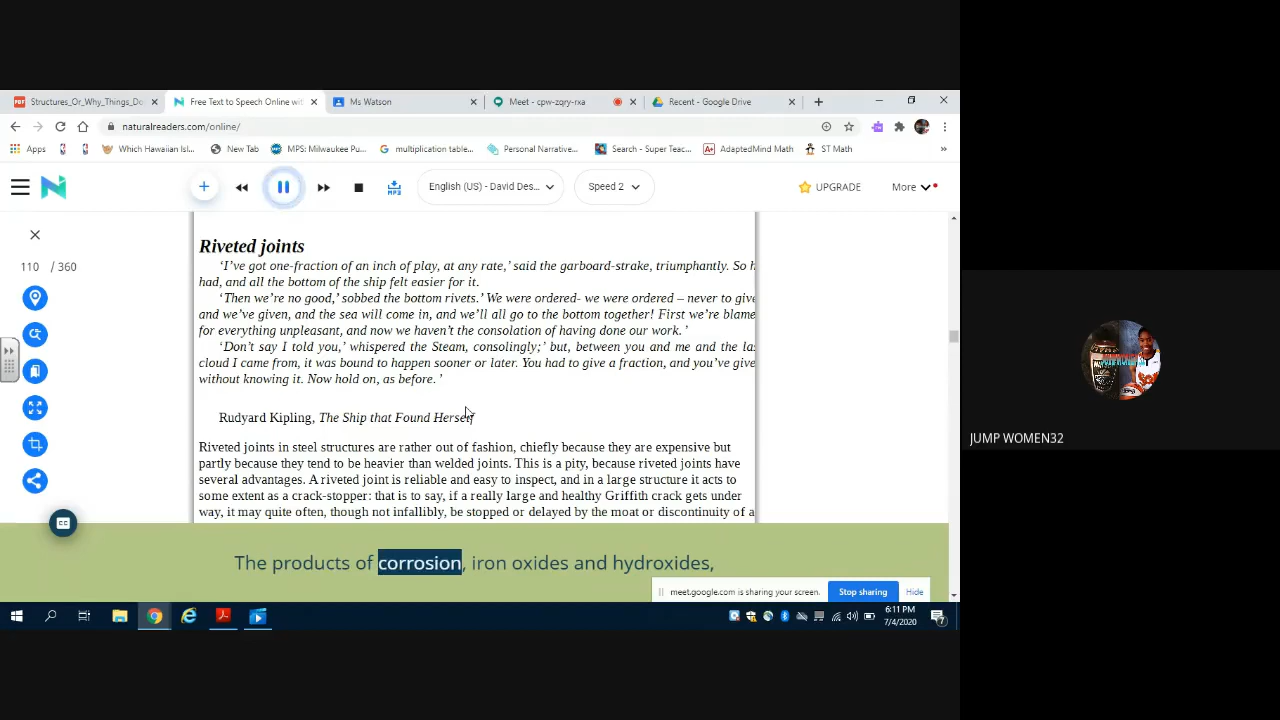 Structures_Or_Why_Things_Do
Free Text to Speech Online wit
Ms Watson
Meet - cpw-zqry-rxa
Recent - Google Drive
naturalreaders.com/online/
Apps
Which Hawaiian Isl...
New Tab
MPS: Milwaukee Pu...
multiplication table...
Personal Narrative...
Search - Super Teac...
AdaptedMind Math
ST Math
MP3
English (US) - David Des...
Speed 2
UPGRADE
More
110 / 360
Riveted joints
‘I’ve got one-fraction of an inch of play, at any rate,’ said the garboard-strake, triumphantly. So h
had, and all the bottom of the ship felt easier for it.
‘Then we’re no good,’ sobbed the bottom rivets.’ We were ordered- we were ordered – never to give
and we’ve given, and the sea will come in, and we’ll all go to the bottom together! First we’re blame
for everything unpleasant, and now we haven’t the consolation of having done our work.’
‘Don’t say I told you,’ whispered the Steam, consolingly;’ but, between you and me and the las
cloud I came from, it was bound to happen sooner or later. You had to give a fraction, and you’ve give
without knowing it. Now hold on, as before. ’
Rudyard Kipling, The Ship that Found Herself
Riveted joints in steel structures are rather out of fashion, chiefly because they are expensive but
partly because they tend to be heavier than welded joints. This is a pity, because riveted joints have
several advantages. A riveted joint is reliable and easy to inspect, and in a large structure it acts to
some extent as a crack-stopper: that is to say, if a really large and healthy Griffith crack gets under
way, it may quite often, though not infallibly, be stopped or delayed by the moat or discontinuity of a
CC
The products of corrosion, iron oxides and hydroxides,
meet.google.com is sharing your screen.
Stop sharing
Hide
6:11 PM
7/4/2020
JUMP WOMEN32